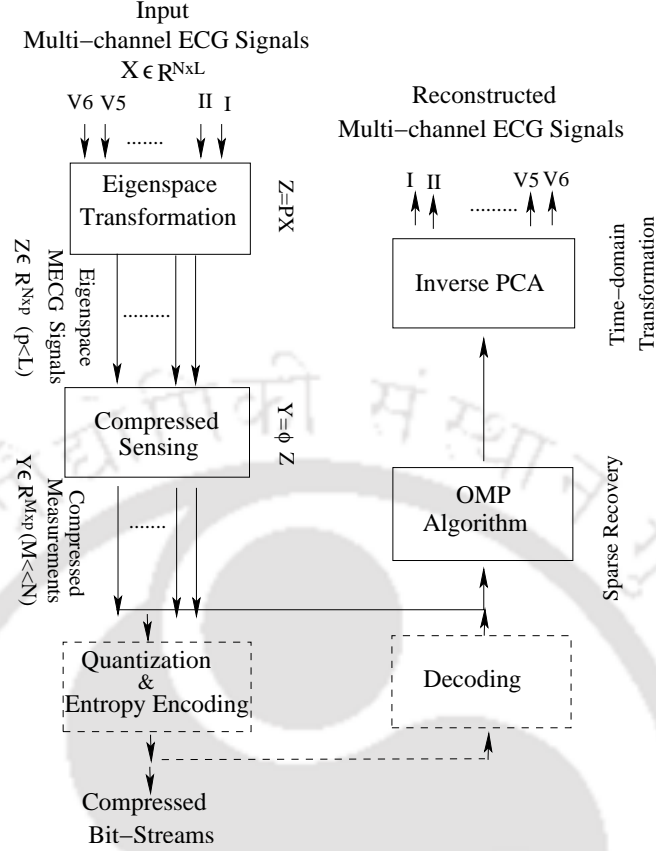 Input
Multi−channel ECG Signals
X ϵ R^NxL
V6 V5 ....... II I
Eigenspace
Transformation
Z=PX
Eigenspace
MECG Signals
Z ϵ R^Nxp (p<L)
.........
Compressed
Sensing
Y=ϕ Z
Compressed
Measurements
Y ϵ R^Mxp (M<<N)
.......
Quantization
&
Entropy Encoding
Compressed
Bit−Streams
Reconstructed
Multi−channel ECG Signals
I II ......... V5 V6
Inverse PCA
Time−domain
Transformation
OMP
Algorithm
Sparse Recovery
Decoding